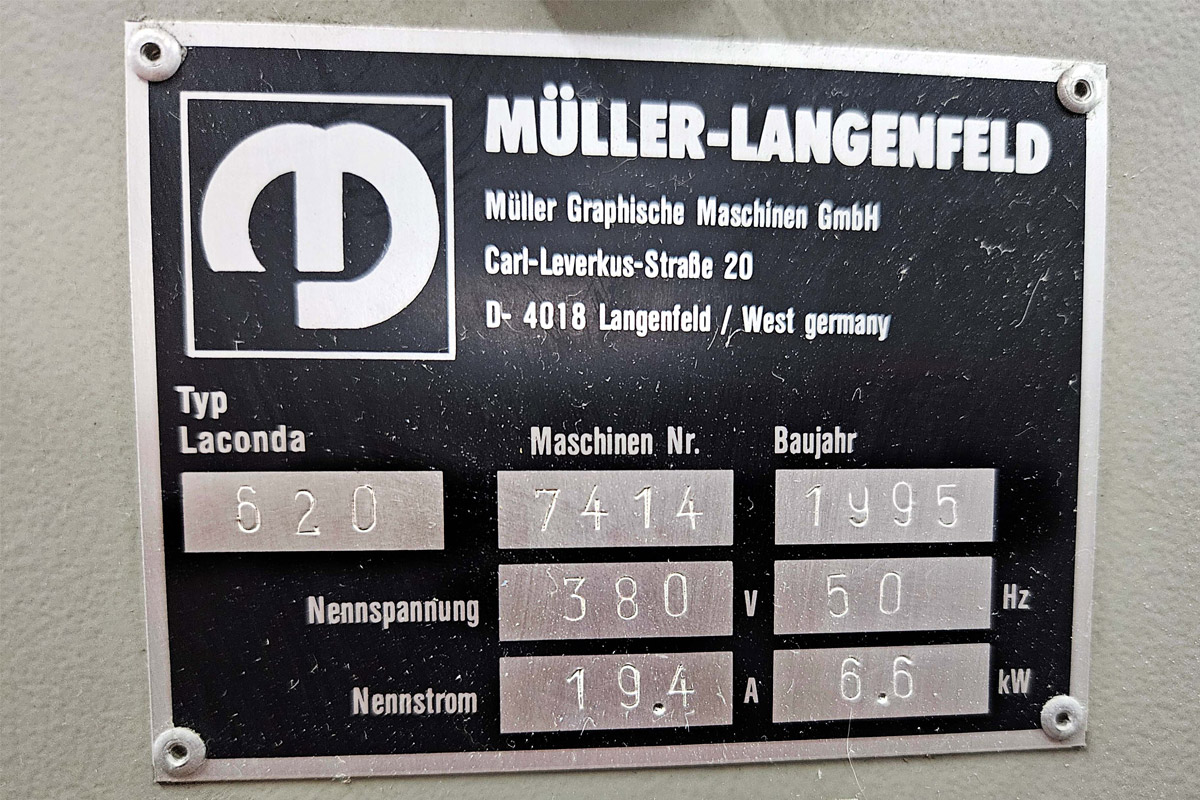 MÜLLER-LANGENFELD
Müller Graphische Maschinen GmbH
Carl-Leverkus-Straße 20
D- 4018 Langenfeld / West germany
Typ
Laconda Maschinen Nr. Baujahr
620 7414 1995
Nennspannung 380 V 50 Hz
Nennstrom 19.4 A 6.6 kW